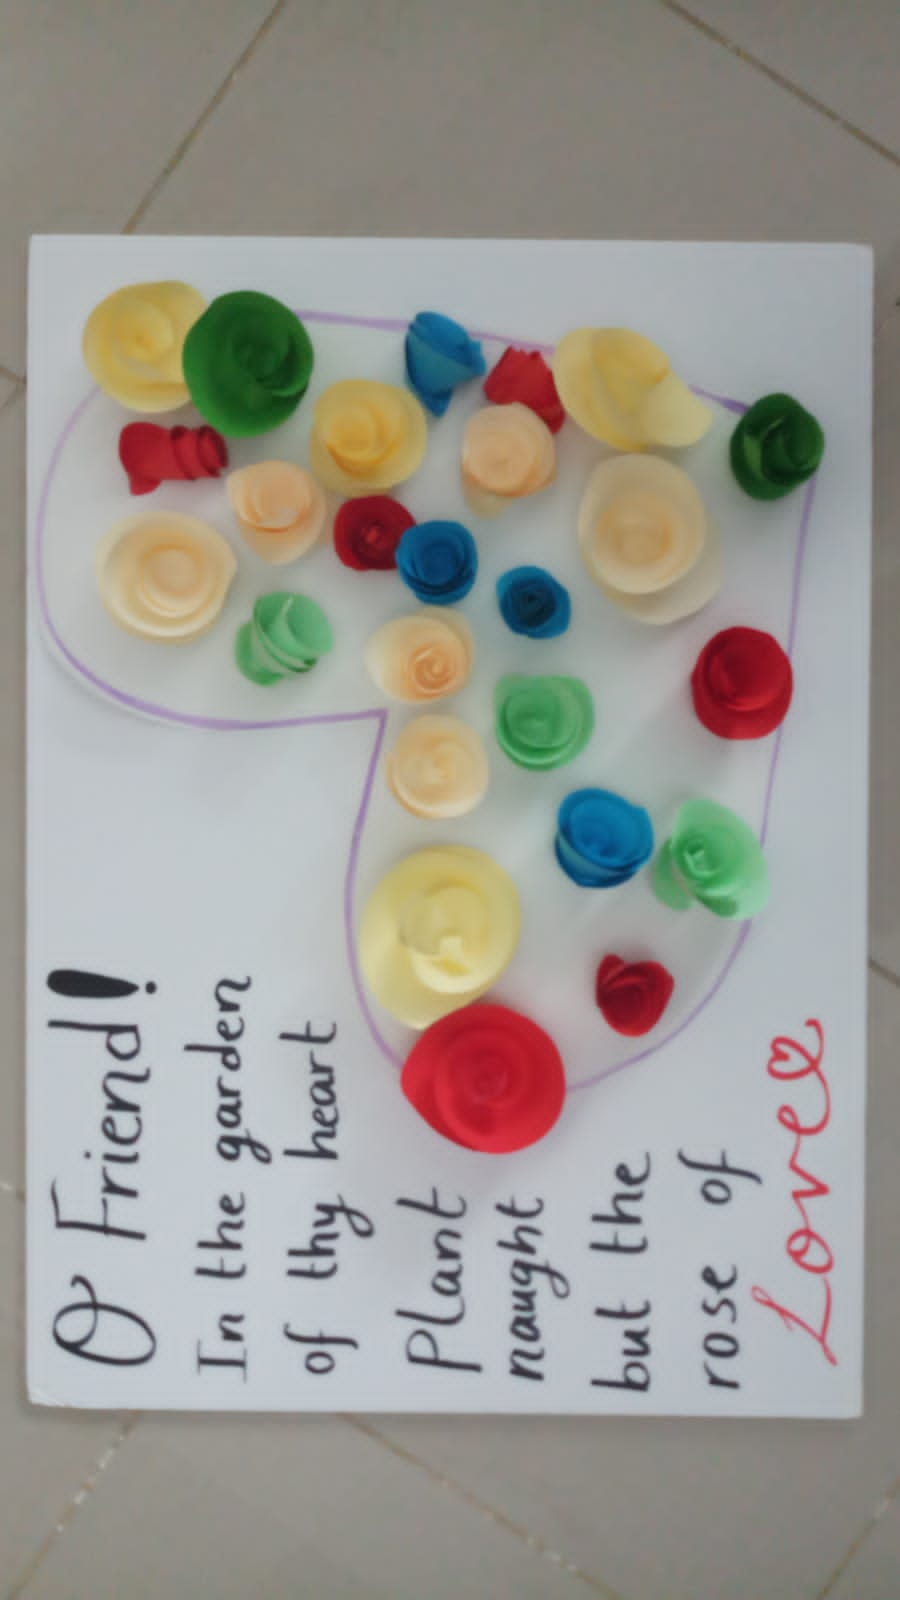 O Friend!
In the garden
of thy heart
Plant
naught
but the
rose of
Love